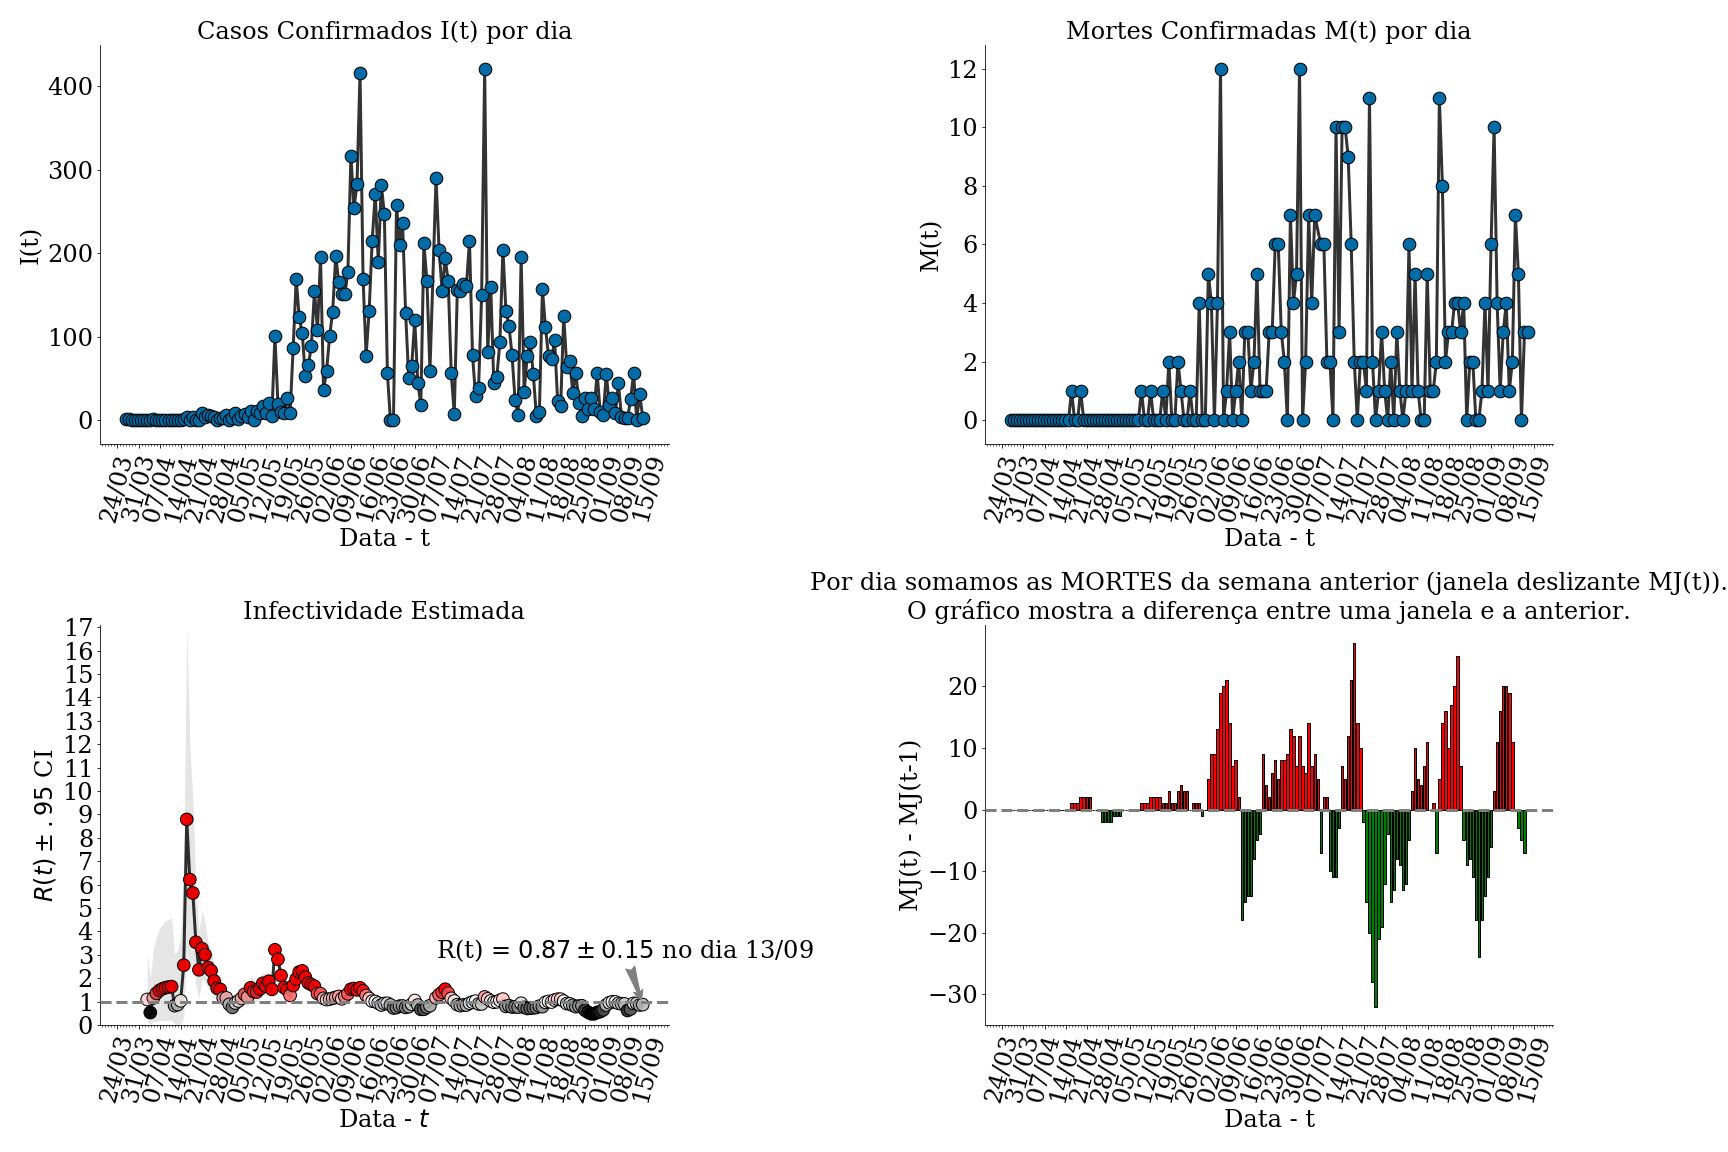 Casos Confirmados I(t) por dia
I(t)
400
300
200
100
0
24/03 31/03 07/04 14/04 21/04 28/04 05/05 12/05 19/05 26/05 02/06 09/06 16/06 23/06 30/06 07/07 14/07 21/07 28/07 04/08 11/08 18/08 25/08 01/09 08/09 15/09
Data - t
Mortes Confirmadas M(t) por dia
M(t)
12
10
8
6
4
2
0
24/03 31/03 07/04 14/04 21/04 28/04 05/05 12/05 19/05 26/05 02/06 09/06 16/06 23/06 30/06 07/07 14/07 21/07 28/07 04/08 11/08 18/08 25/08 01/09 08/09 15/09
Data - t
Infectividade Estimada
R(t) ± .95 CI
17
16
15
14
13
12
11
10
9
8
7
6
5
4
3
2
1
0
R(t) = 0.87 ± 0.15 no dia 13/09
24/03 31/03 07/04 14/04 21/04 28/04 05/05 12/05 19/05 26/05 02/06 09/06 16/06 23/06 30/06 07/07 14/07 21/07 28/07 04/08 11/08 18/08 25/08 01/09 08/09 15/09
Data - t
Por dia somamos as MORTES da semana anterior (janela deslizante MJ(t)).
O gráfico mostra a diferença entre uma janela e a anterior.
MJ(t) - MJ(t-1)
20
10
0
−10
−20
−30
24/03 31/03 07/04 14/04 21/04 28/04 05/05 12/05 19/05 26/05 02/06 09/06 16/06 23/06 30/06 07/07 14/07 21/07 28/07 04/08 11/08 18/08 25/08 01/09 08/09 15/09
Data - t